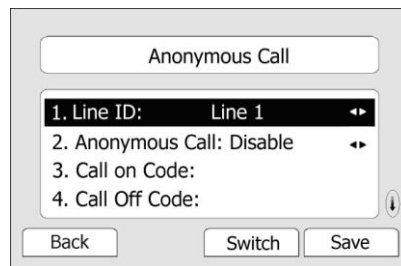 Anonymous Call
1. Line ID: Line 1
2. Anonymous Call: Disable
3. Call on Code:
4. Call Off Code:
Back Switch Save